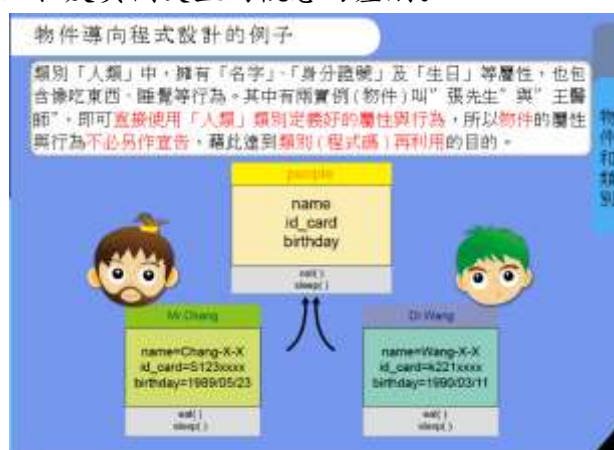 物件導向程式設計的例子
類別「人類」中，擁有「名字」、「身分證號」及「生日」等屬性，也包
含像吃東西、睡覺等行為。其中有兩實例(物件)叫”張先生”與”王醫
師”，即可直接使用「人類」類別定義好的屬性與行為，所以物件的屬性
與行為不必另作宣告，藉此達到類別(程式碼)再利用的目的。
物件和類別
people
name
id_card
birthday
eat( )
sleep( )
Mr.Chang
name=Chang-X-X
id_card=S123xxxx
birthday=1989/05/23
eat( )
sleep( )
Dr.Wang
name=Wang-X-X
id_card=k221xxxx
birthday=1990/03/11
eat( )
sleep( )